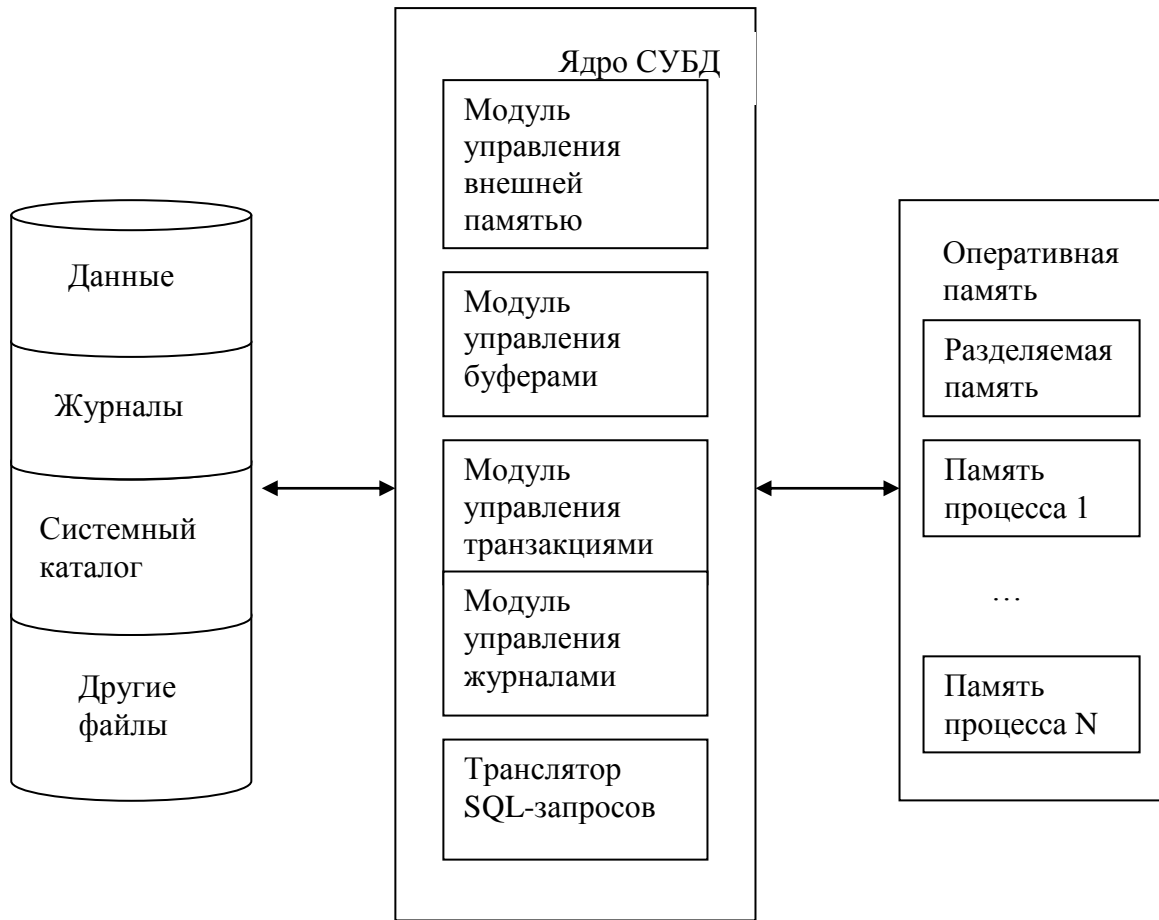 Данные
Журналы
Системный
каталог
Другие
файлы
Ядро СУБД
Модуль
управления
внешней
памятью
Модуль
управления
буферами
Модуль
управления
транзакциями
Модуль
управления
журналами
Транслятор
SQL-запросов
Оперативная
память
Разделяемая
память
Память
процесса 1
…
Память
процесса N